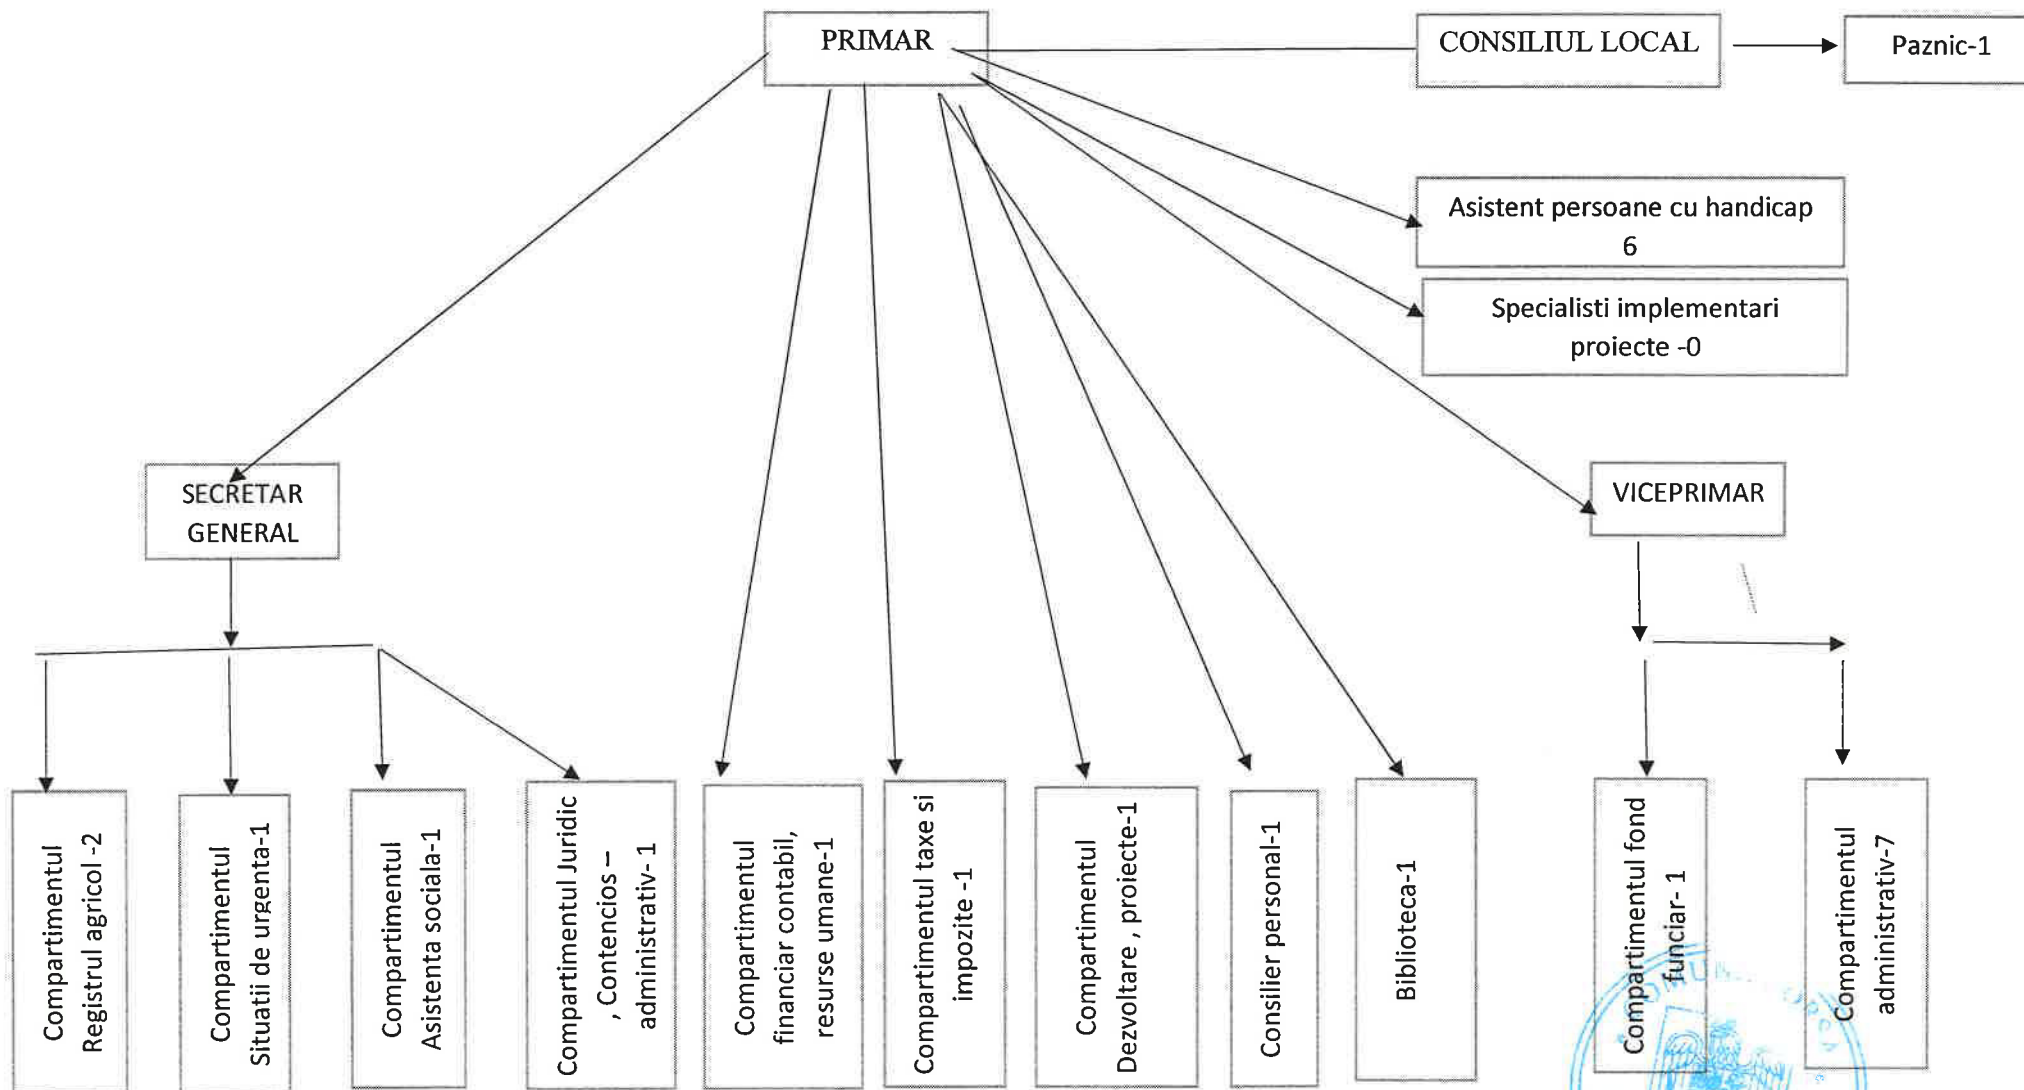 PRIMAR
CONSILIUL LOCAL
Paznic-1
Asistent persoane cu handicap
6
Specialisti implementari
proiecte -0
SECRETAR
GENERAL
VICEPRIMAR
Compartimentul
Registrul agricol -2
Compartimentul
Situatii de urgenta-1
Compartimentul
Asistenta sociala-1
Compartimentul Juridic
, Contencios –
administrativ- 1
Compartimentul
financiar contabil,
resurse umane-1
Compartimentul taxe si
impozite -1
Compartimentul
Dezvoltare , proiecte-1
Consilier personal-1
Biblioteca-1
Compartimentul fond
funciar- 1
Compartimentul
administrativ-7